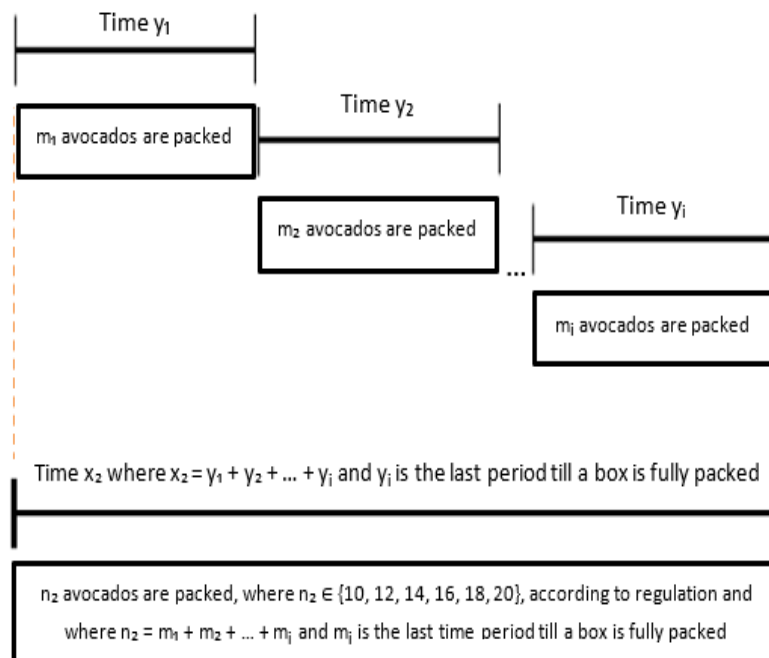 Time y₁
m₁ avocados are packed
Time y₂
m₂ avocados are packed
...
Time yᵢ
mᵢ avocados are packed
Time x₂ where x₂ = y₁ + y₂ + ... + yᵢ and yᵢ is the last period till a box is fully packed
n₂ avocados are packed, where n₂ ∈ {10, 12, 14, 16, 18, 20}, according to regulation and
where n₂ = m₁ + m₂ + ... + mᵢ and mᵢ is the last time period till a box is fully packed